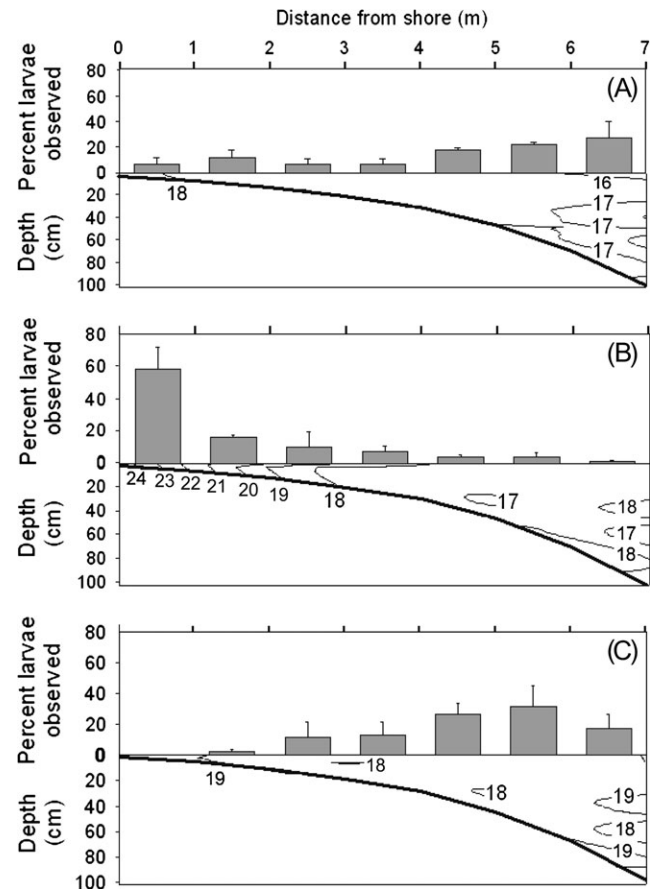 Distance from shore (m)
0 1 2 3 4 5 6 7
(A)
Percent larvae
observed
80
60
40
20
0
Depth
(cm)
20
40
60
80
100
18
16
17
17
17
(B)
Percent larvae
observed
80
60
40
20
0
Depth
(cm)
20
40
60
80
100
24 23 22 21 20 19 18
17
18
17
18
(C)
Percent larvae
observed
80
60
40
20
0
Depth
(cm)
20
40
60
80
100
19
18
18
19
18
19